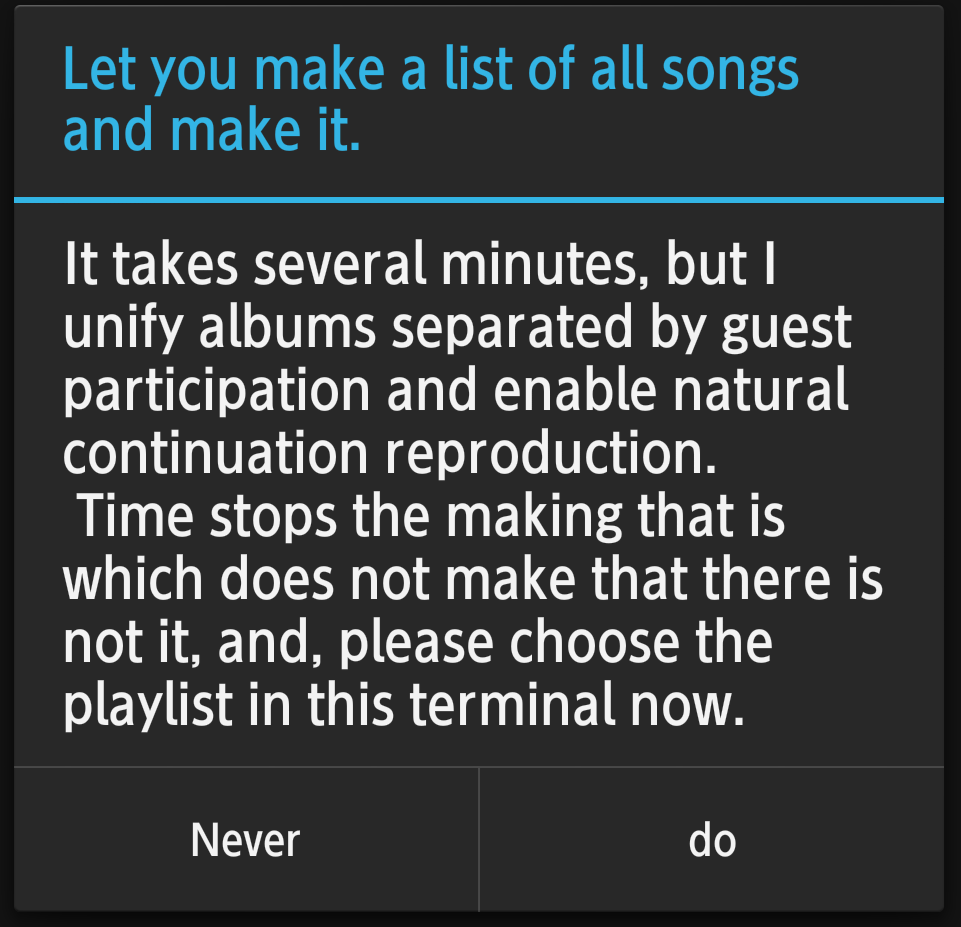 Let you make a list of all songs
and make it.
It takes several minutes, but I
unify albums separated by guest
participation and enable natural
continuation reproduction.
Time stops the making that is
which does not make that there is
not it, and, please choose the
playlist in this terminal now.
Never
do